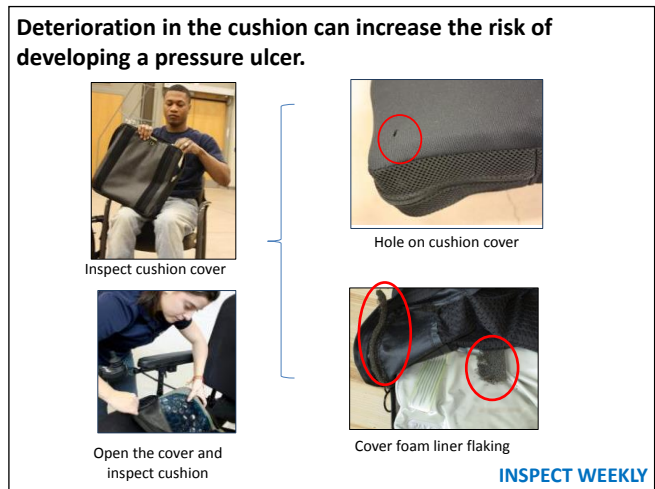 Deterioration in the cushion can increase the risk of
developing a pressure ulcer.
Inspect cushion cover
Hole on cushion cover
Open the cover and
inspect cushion
Cover foam liner flaking
INSPECT WEEKLY